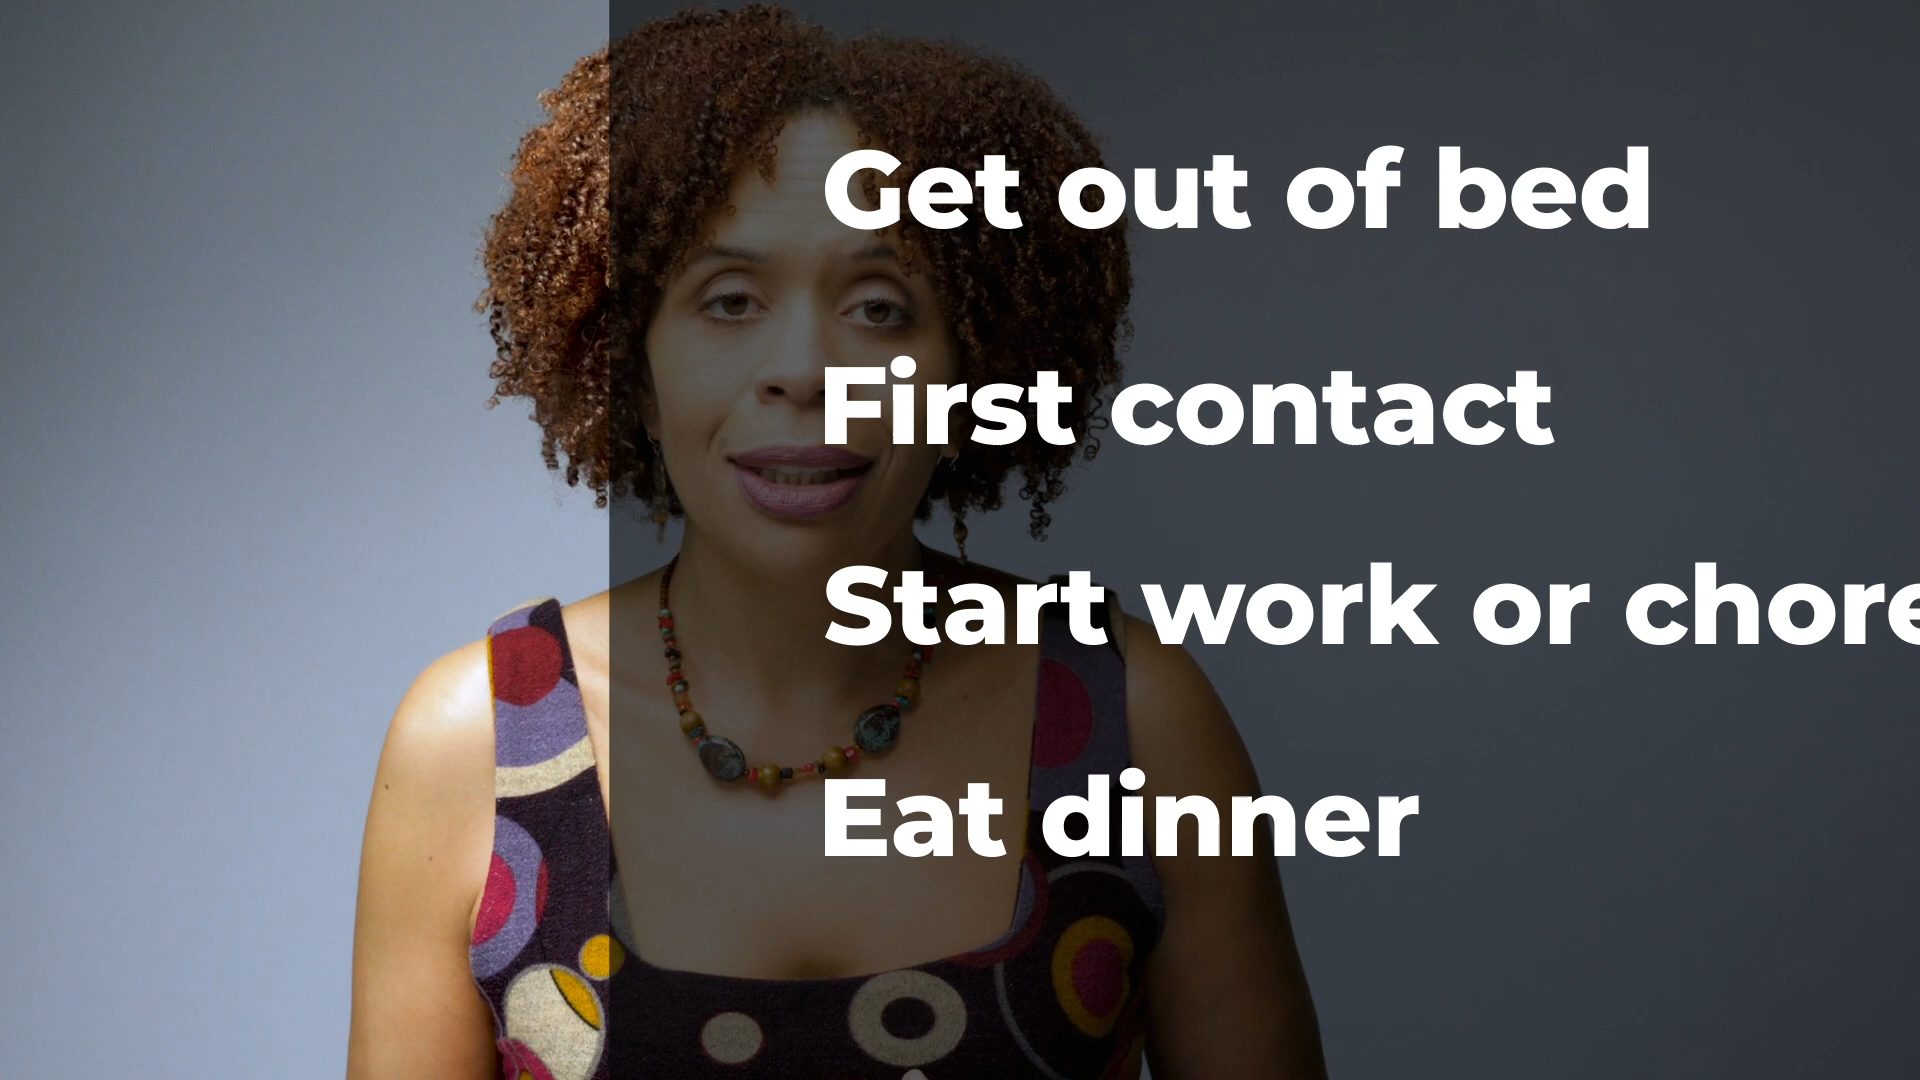 Get out of bed
First contact
Start work or chore
Eat dinner